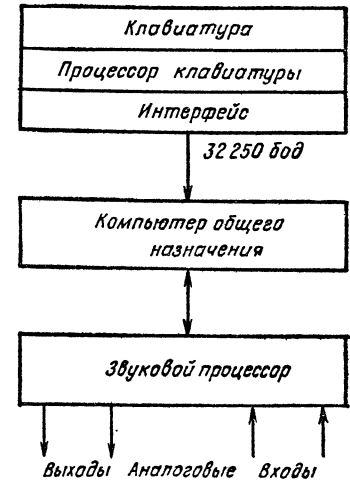 Клавиатура
Процессор клавиатуры
Интерфейс
32 250 бод
Компьютер общего
назначения
Звуковой процессор
Выходы Аналоговые Входы